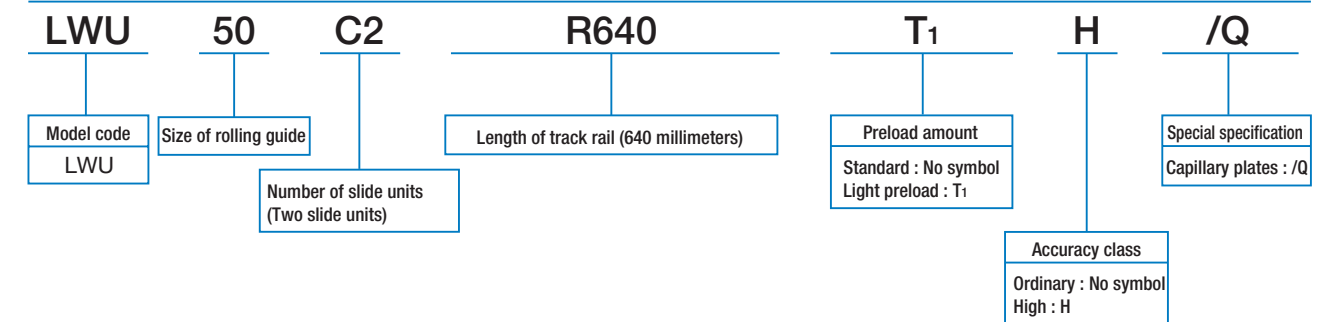 LWU 50 C2 R640 T1 H /Q
Model code
LWU
Size of rolling guide
Number of slide units
(Two slide units)
Length of track rail (640 millimeters)
Preload amount
Standard : No symbol
Light preload : T1
Accuracy class
Ordinary : No symbol
High : H
Special specification
Capillary plates : /Q